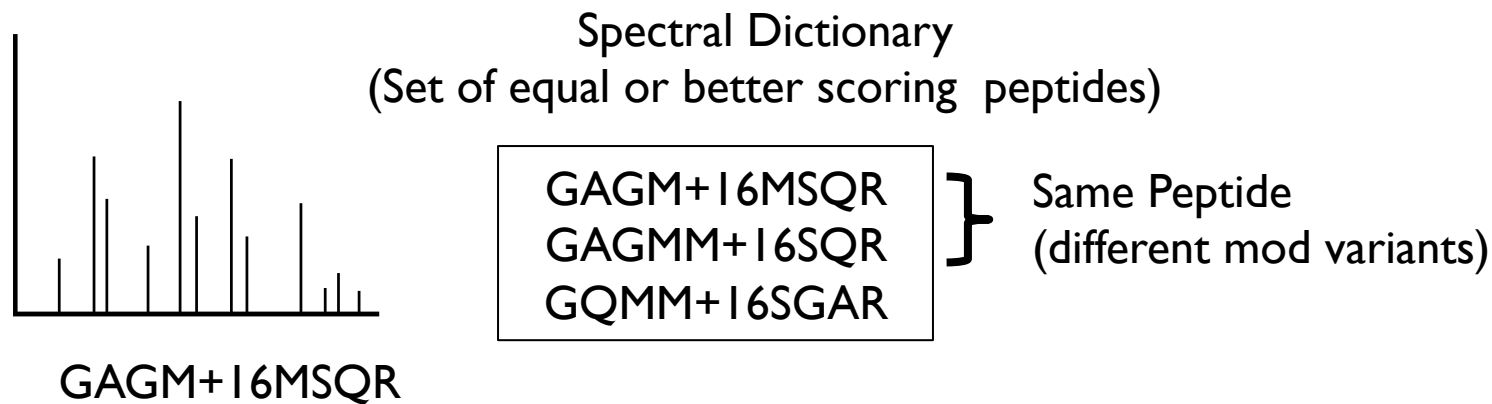 Spectral Dictionary
(Set of equal or better scoring peptides)
GAGM+16MSQR
GAGMM+16SQR
GQMM+16SGAR
Same Peptide
(different mod variants)
GAGM+16MSQR